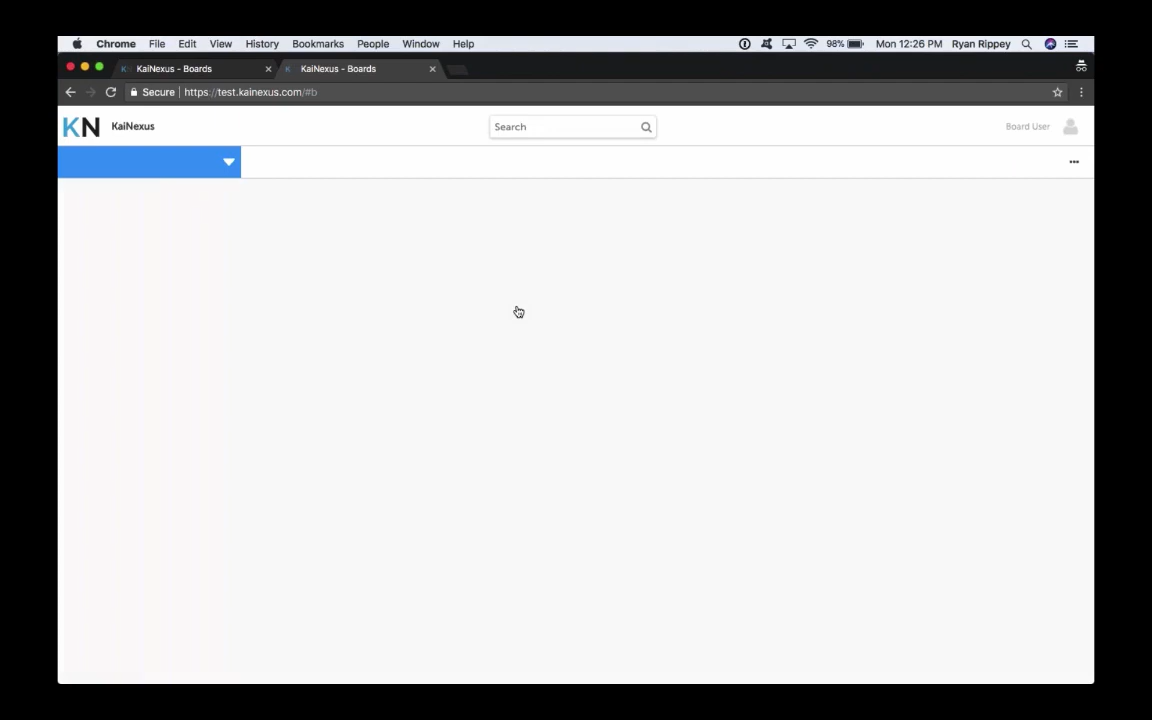 Chrome File Edit View History Bookmarks People Window Help 98% Mon 12:26 PM Ryan Rippey
KaiNexus - Boards KaiNexus - Boards
Secure https://test.kainexus.com/#b
KN KaiNexus Search Board User